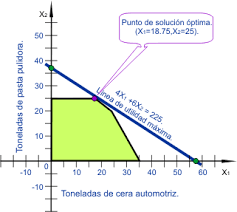 X₂
Punto de solución óptima.
(X₁=18.75,X₂=25).
50
40
30
20
10
-10
4X₁ +6X₂ = 225.
Línea de utilidad máxima
Toneladas de pasta pulidora.
-10
0
10
20
30
40
50
60
X₁
Toneladas de cera automotriz.